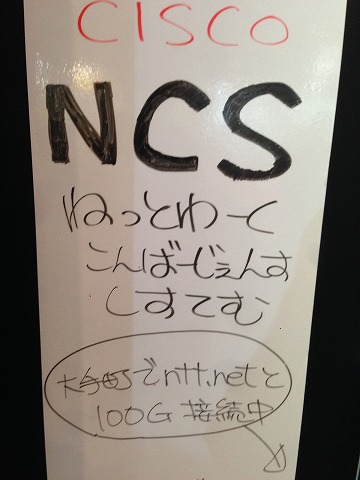 CISCO
NCS
ねっとわーく
こんばーじぇんす
しすてむ
大手町でntt.netと
100G 接続中